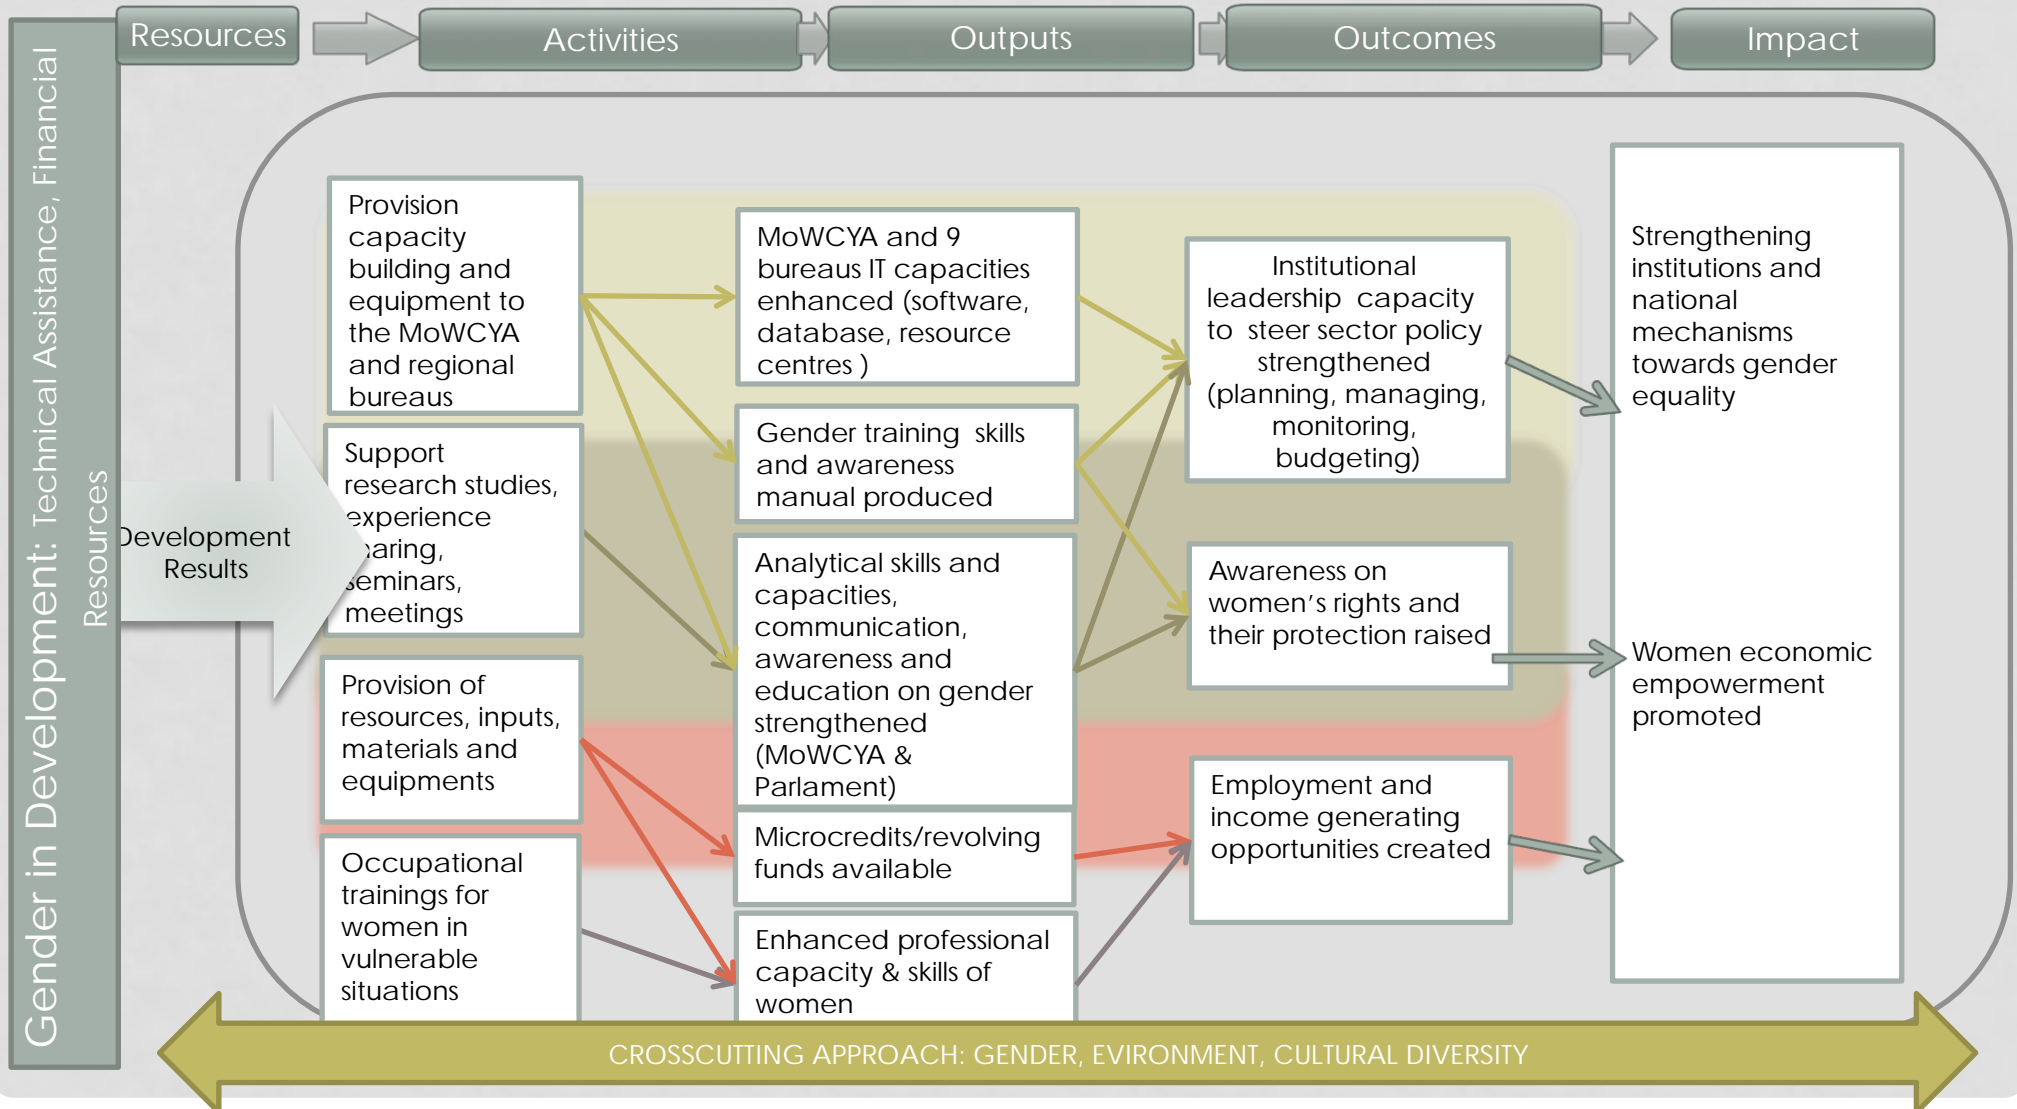 Resources
Activities
Outputs
Outcomes
Impact
Gender in Development: Technical Assistance, Financial
Resources
Development
Results
Provision
capacity
building and
equipment to
the MoWCYA
and regional
bureaus
Support
research studies,
experience
haring,
seminars,
meetings
Provision of
resources, inputs,
materials and
equipments
Occupational
trainings for
women in
vulnerable
situations
MoWCYA and 9
bureaus IT capacities
enhanced (software,
database, resource
centres )
Gender training skills
and awareness
manual produced
Analytical skills and
capacities,
communication,
awareness and
education on gender
strengthened
(MoWCYA &
Parlament)
Microcredits/revolving
funds available
Enhanced professional
capacity & skills of
women
Institutional
leadership capacity
to steer sector policy
strengthened
(planning, managing,
monitoring,
budgeting)
Awareness on
women’s rights and
their protection raised
Employment and
income generating
opportunities created
Strengthening
institutions and
national
mechanisms
towards gender
equality
Women economic
empowerment
promoted
CROSSCUTTING APPROACH: GENDER, EVIRONMENT, CULTURAL DIVERSITY